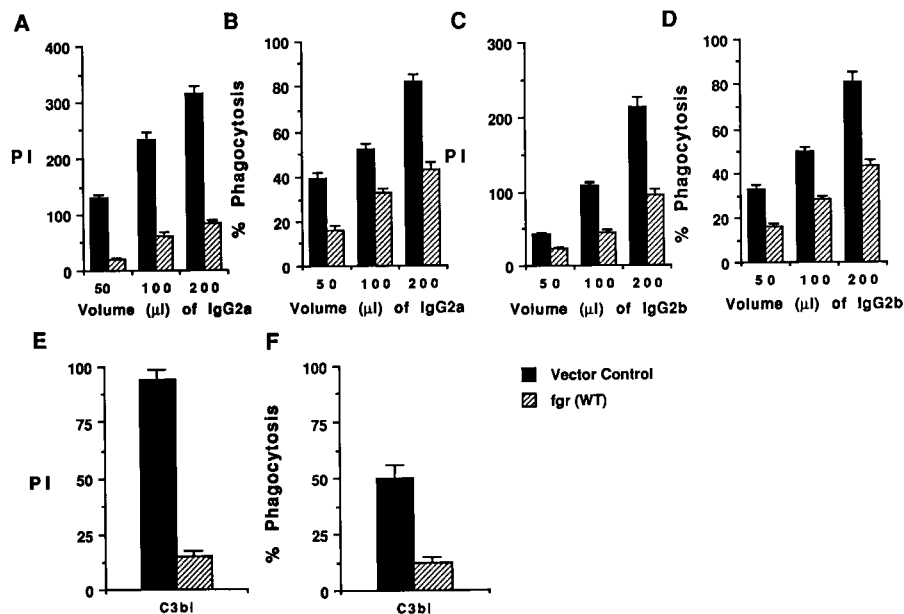 A
PI
400
300
200
100
0
50 100 200
Volume (µl) of IgG2a
B
% Phagocytosis
100
80
60
40
20
0
50 100 200
Volume (µl) of IgG2a
C
PI
300
200
100
0
50 100 200
Volume (µl) of IgG2b
D
% Phagocytosis
100
80
60
40
20
0
50 100 200
Volume (µl) of IgG2b
E
PI
100
75
50
25
0
C3bi
F
% Phagocytosis
100
75
50
25
0
C3bi
Vector Control
fgr (WT)